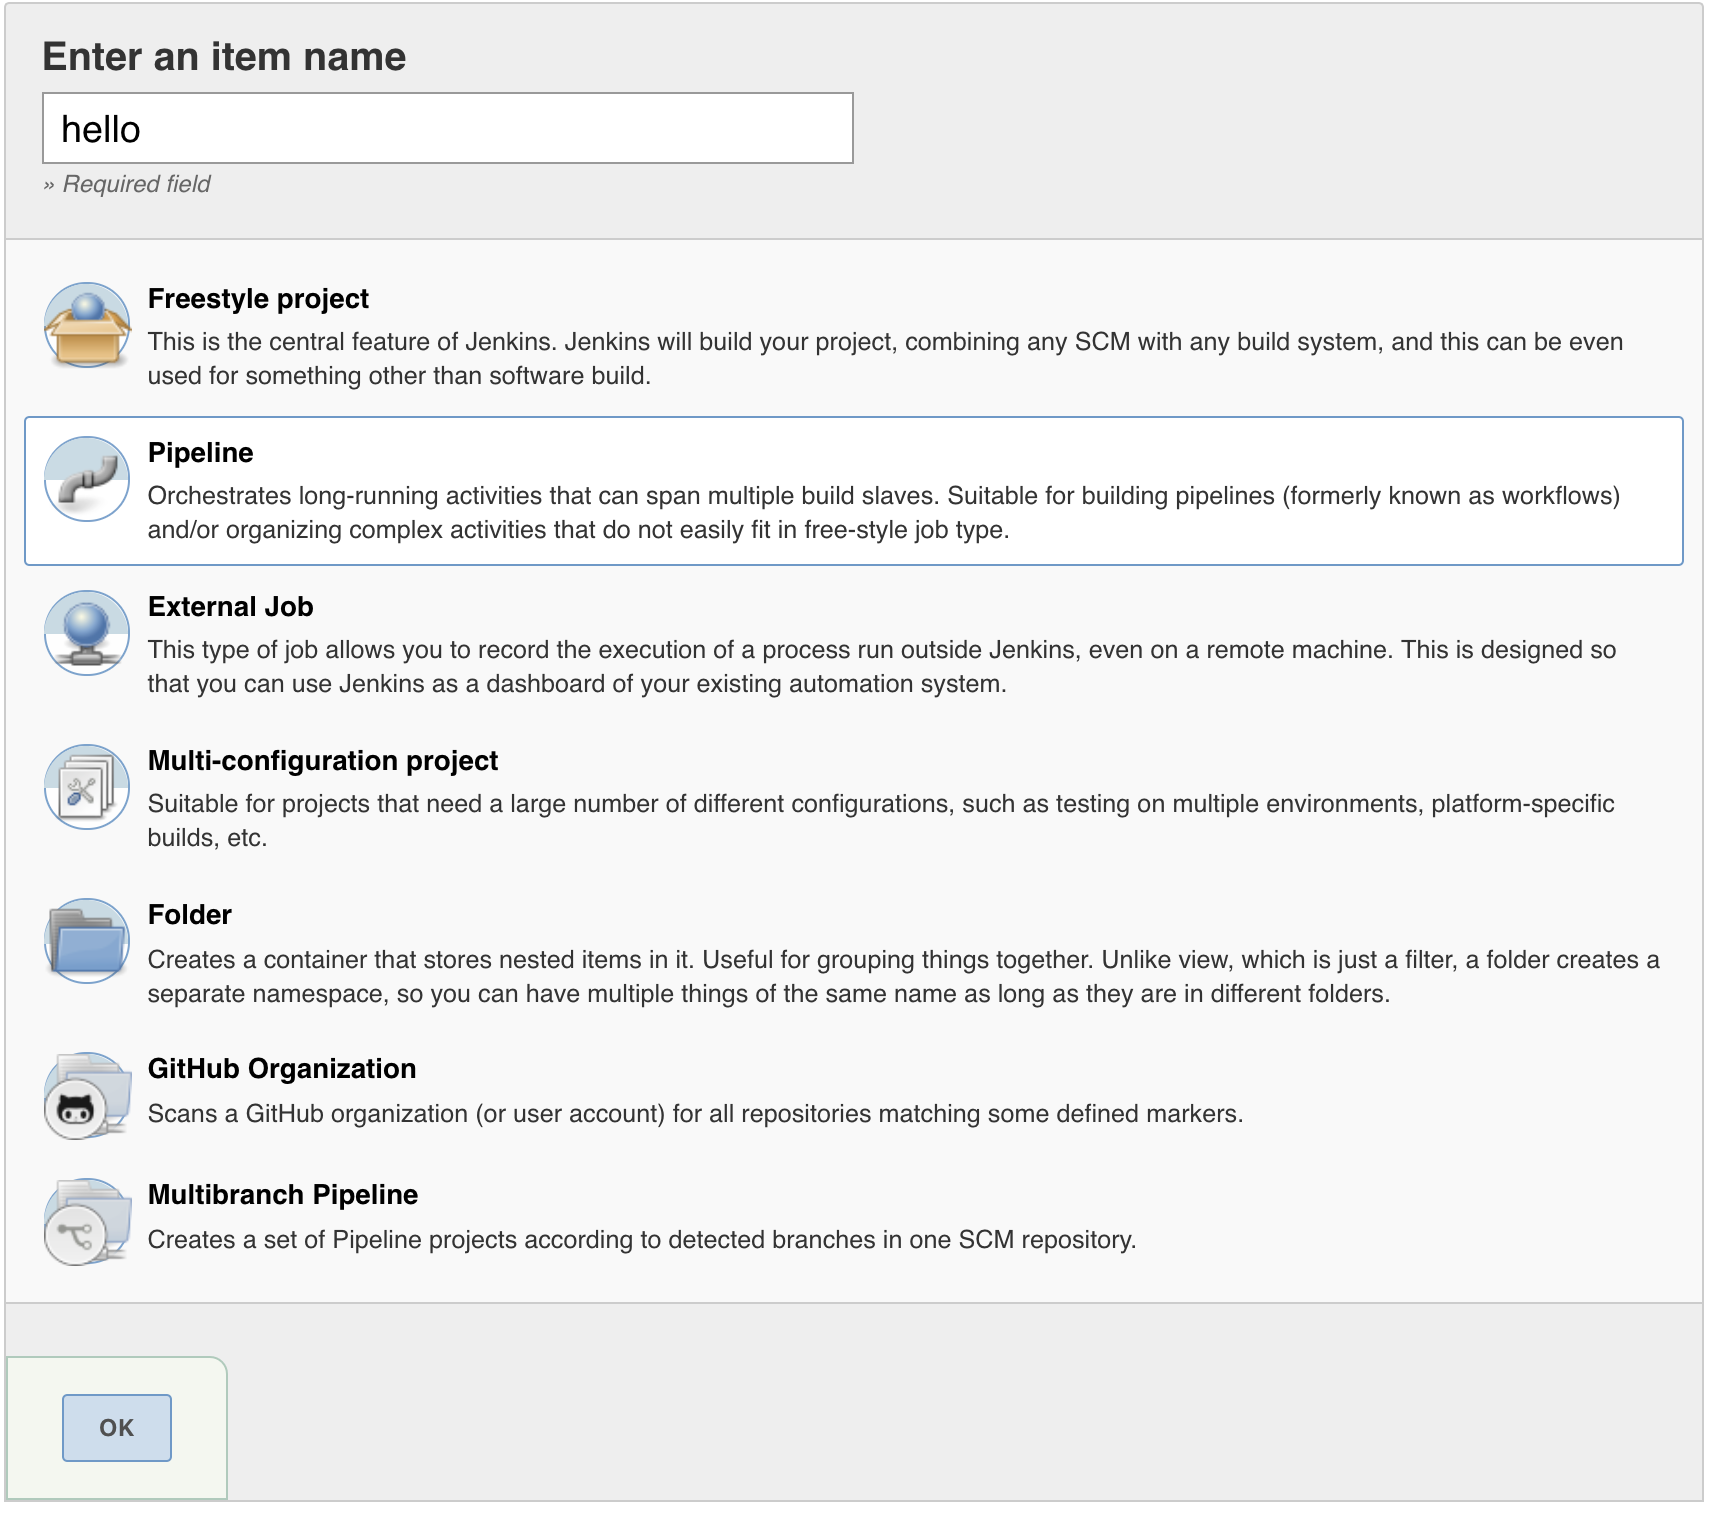 Enter an item name
hello
» Required field
Freestyle project
This is the central feature of Jenkins. Jenkins will build your project, combining any SCM with any build system, and this can be even
used for something other than software build.
Pipeline
Orchestrates long-running activities that can span multiple build slaves. Suitable for building pipelines (formerly known as workflows)
and/or organizing complex activities that do not easily fit in free-style job type.
External Job
This type of job allows you to record the execution of a process run outside Jenkins, even on a remote machine. This is designed so
that you can use Jenkins as a dashboard of your existing automation system.
Multi-configuration project
Suitable for projects that need a large number of different configurations, such as testing on multiple environments, platform-specific
builds, etc.
Folder
Creates a container that stores nested items in it. Useful for grouping things together. Unlike view, which is just a filter, a folder creates a
separate namespace, so you can have multiple things of the same name as long as they are in different folders.
GitHub Organization
Scans a GitHub organization (or user account) for all repositories matching some defined markers.
Multibranch Pipeline
Creates a set of Pipeline projects according to detected branches in one SCM repository.
OK